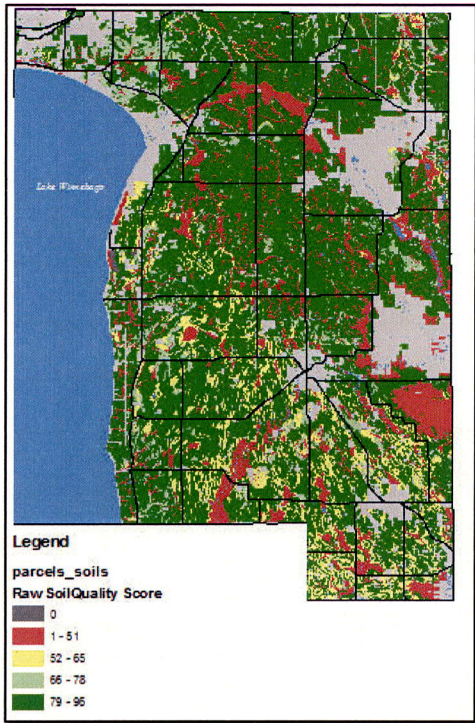 Lake Winnebago
Legend
parcels_soils
Raw SoilQuality Score
0
1 - 51
52 - 65
66 - 78
79 - 96